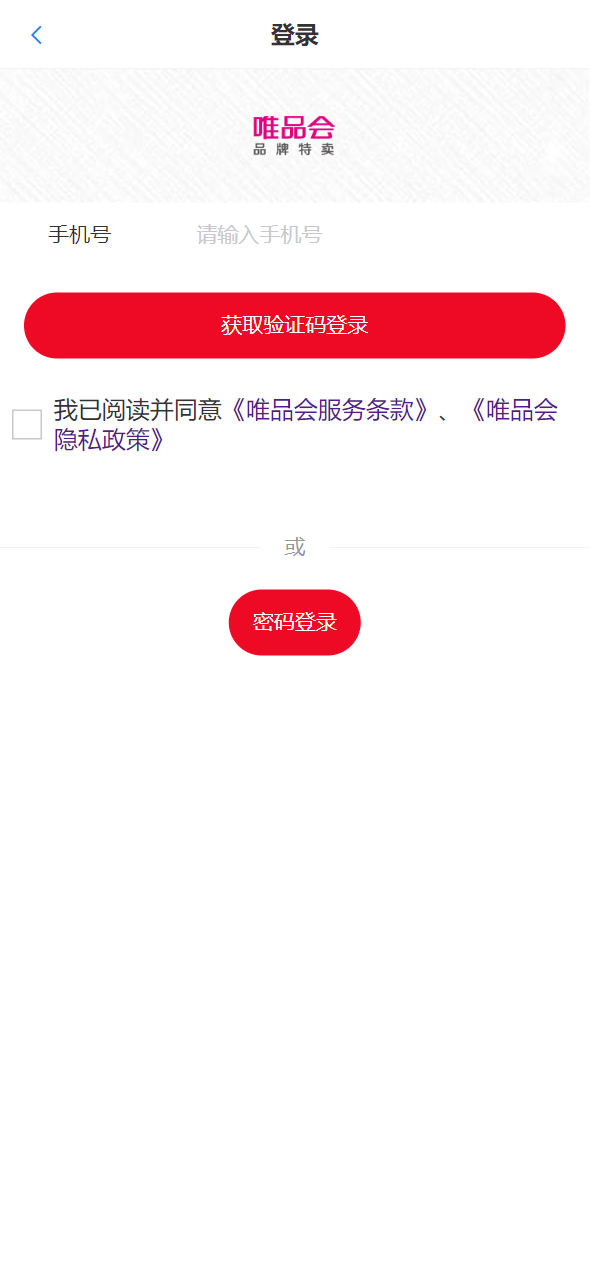 登录
唯品会
品牌特卖
手机号 请输入手机号
获取验证码登录
我已阅读并同意《唯品会服务条款》、《唯品会
隐私政策》
或
密码登录